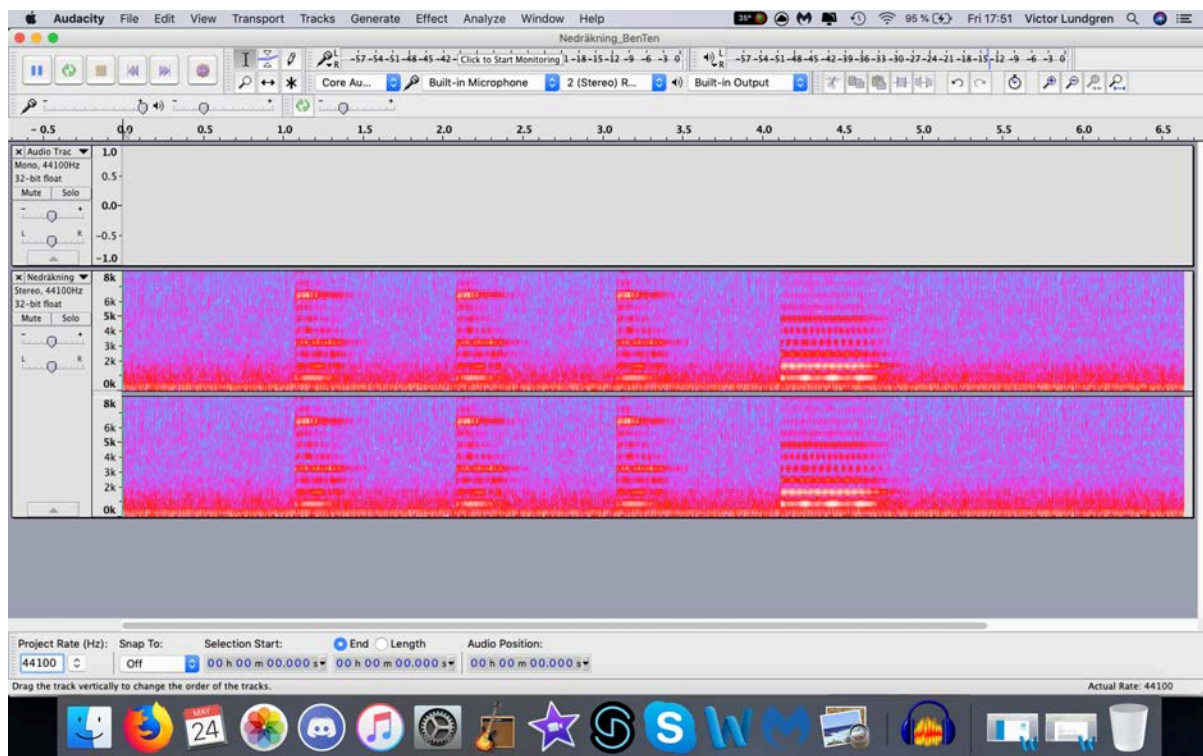 Audacity File Edit View Transport Tracks Generate Effect Analyze Window Help 35° 95 % Fri 17:51 Victor Lundgren
Nedräkning_BenTen
L R -57 -54 -51 -48 -45 -42 - Click to Start Monitoring 1 -18 -15 -12 -9 -6 -3 0 L R -57 -54 -51 -48 -45 -42 -39 -36 -33 -30 -27 -24 -21 -18 -15 -12 -9 -6 -3 0
Core Au... Built-in Microphone 2 (Stereo) R... Built-in Output
- 0.5 0.0 0.5 1.0 1.5 2.0 2.5 3.0 3.5 4.0 4.5 5.0 5.5 6.0 6.5
Audio Trac 1.0
Mono, 44100Hz
32-bit float 0.5
Mute Solo
- + 0.0
L R -0.5
-1.0
Nedräkning 8k
Stereo, 44100Hz
32-bit float 6k
Mute Solo 5k
- + 4k
3k
L R 2k
0k
8k
6k
5k
4k
3k
2k
0k
Project Rate (Hz): Snap To: Selection Start: End Length Audio Position:
44100 Off 00 h 00 m 00.000 s 00 h 00 m 00.000 s 00 h 00 m 00.000 s
Drag the track vertically to change the order of the tracks. Actual Rate: 44100
MAY
24